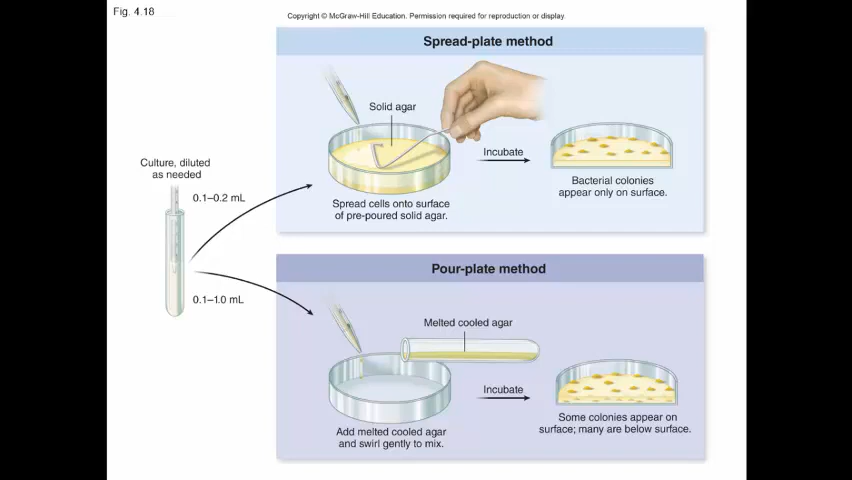 Fig. 4.18
Copyright © McGraw-Hill Education. Permission required for reproduction or display.
Spread-plate method
Solid agar
Culture, diluted
as needed
0.1–0.2 mL
Incubate
Spread cells onto surface
of pre-poured solid agar.
Bacterial colonies
appear only on surface.
Pour-plate method
0.1–1.0 mL
Melted cooled agar
Incubate
Add melted cooled agar
and swirl gently to mix.
Some colonies appear on
surface; many are below surface.